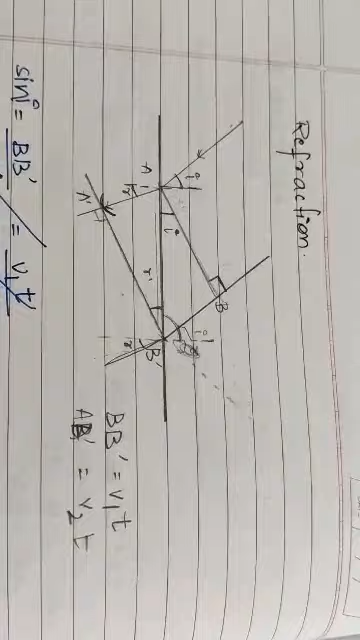 Refraction.
i
i
A
i
B
r
r
A'
i
B'
r
BB' = v₁t
AB' = v₂t
sin i = BB' = v₁t